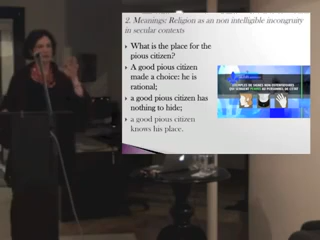 2. Meanings: Religion as an non intelligible incongruity
in secular contexts
What is the place for the
pious citizen?
A good pious citizen
made a choice: he is
rational;
a good pious citizen has
nothing to hide;
a good pious citizen
knows his place.